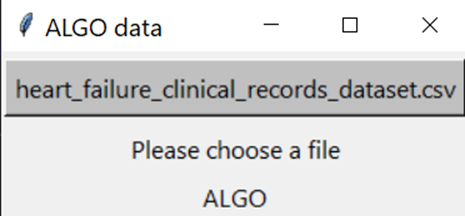 ALGO data
heart_failure_clinical_records_dataset.csv
Please choose a file
ALGO